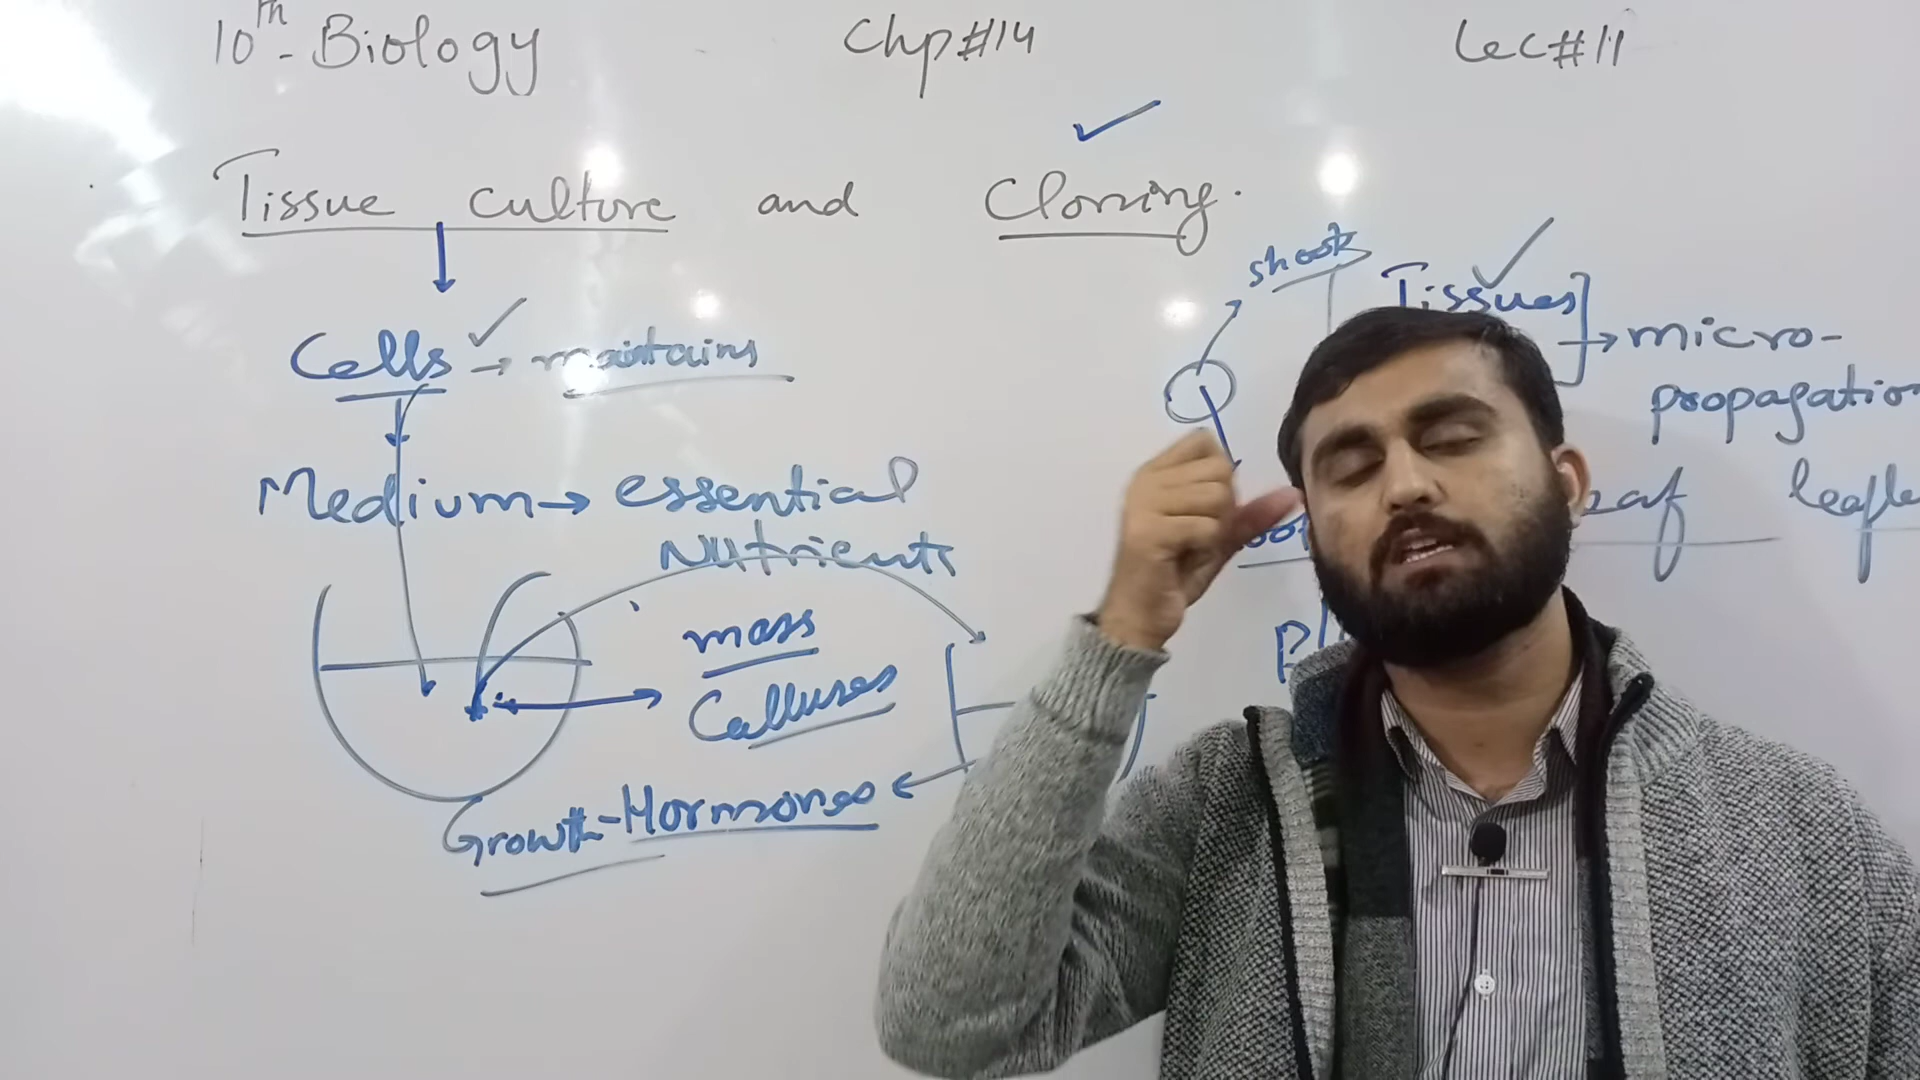 10th - Biology
Chp#14
Lec#11
Tissue culture and Cloning.
shoot
Tissues
Cells → maintains
micro-
propagation
Medium → essential
Nutrients
mass
Calluses
Growth-Hormones